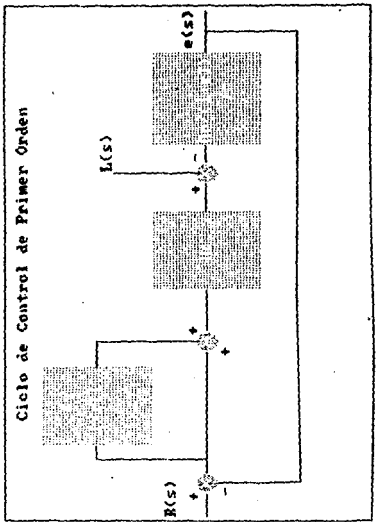 Ciclo de Control de Primer Orden
L(s)
R(s)
e(s)
+
-
+
+
+
-